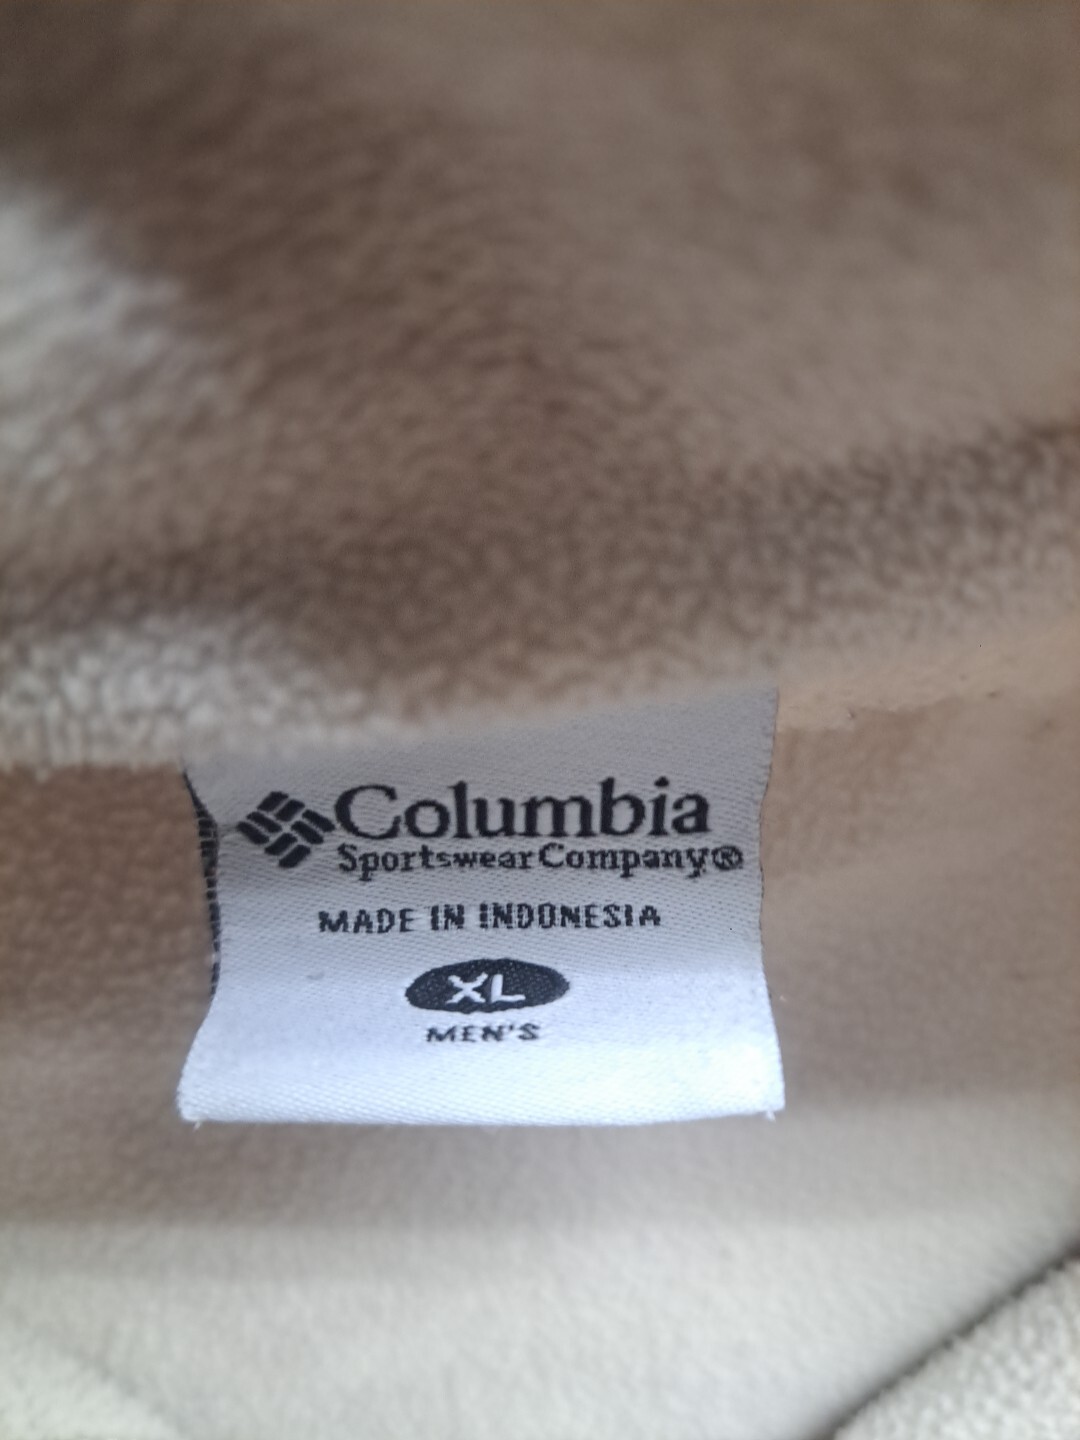 Columbia
Sportswear Company®
MADE IN INDONESIA
XL
MEN'S